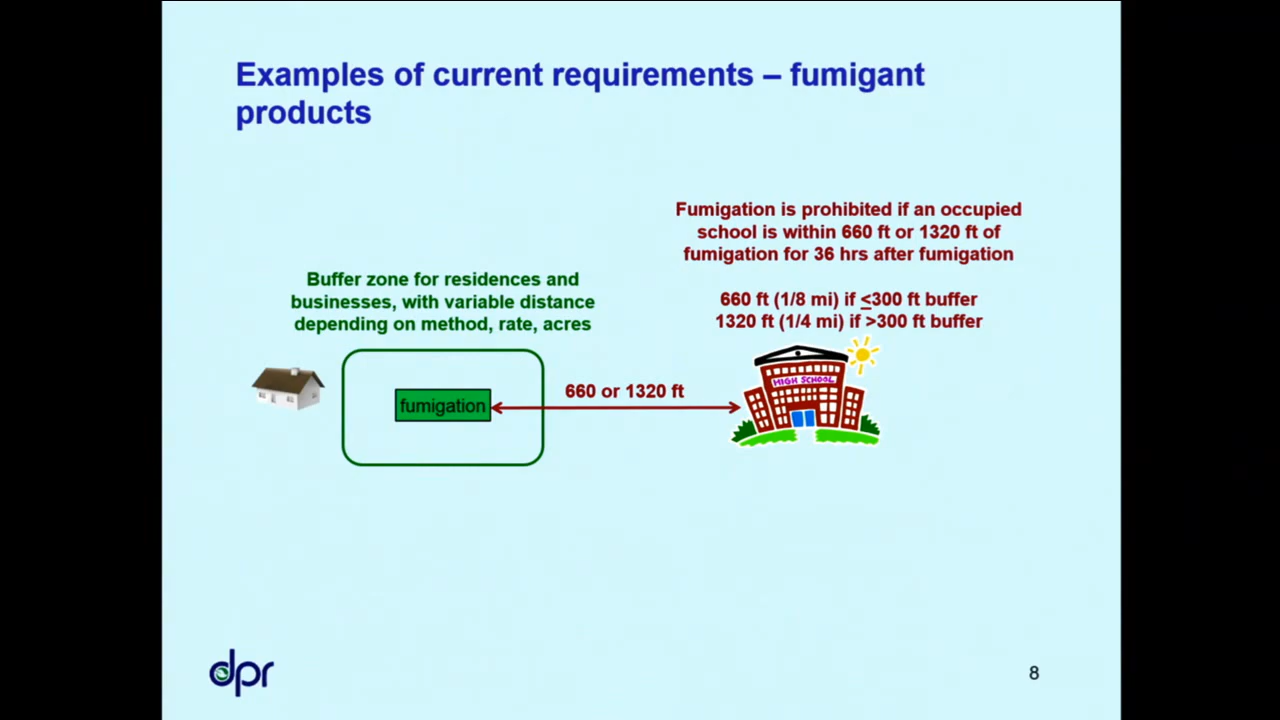 Examples of current requirements – fumigant
products
Fumigation is prohibited if an occupied
school is within 660 ft or 1320 ft of
fumigation for 36 hrs after fumigation
660 ft (1/8 mi) if <300 ft buffer
1320 ft (1/4 mi) if >300 ft buffer
Buffer zone for residences and
businesses, with variable distance
depending on method, rate, acres
fumigation
660 or 1320 ft
HIGH SCHOOL
dpr
8